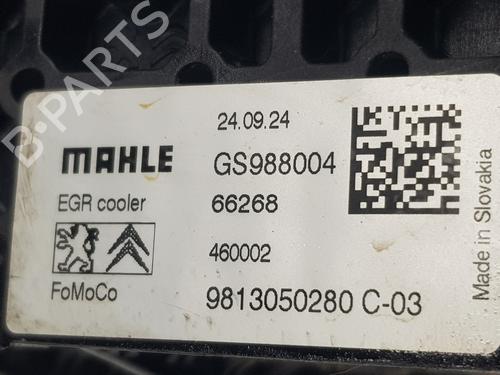 24.09.24
MAHLE
GS988004
EGR cooler
66268
460002
FoMoCo
9813050280 C-03
Made in Slovakia
B-PARTS